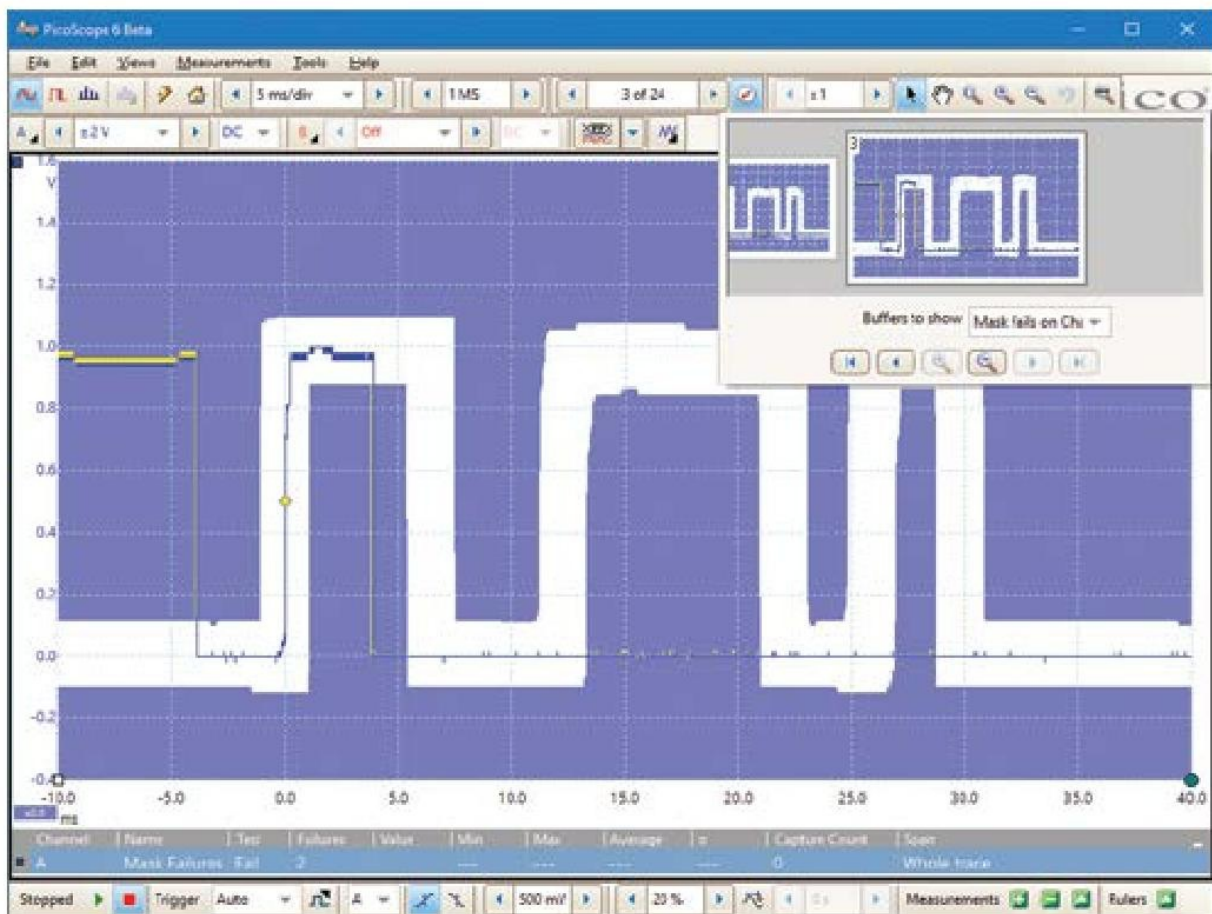 PicoScope 6 Beta
File Edit Views Measurements Tools Help
5 ms/div 1 MS 3 of 24 x1 CO
A ±2 V DC B Off DC
1.6
V
1.4
1.2
1.0
0.8
0.6
0.4
0.2
0.0
-0.2
-0.4
3
Buffers to show Mask fails on Cha
-10.0 -5.0 0.0 5.0 10.0 15.0 20.0 25.0 30.0 35.0 40.0
x1.0 ms
Channel Name Test Failures Value Min Max Average σ Capture Count Span
A Mask Failures Fail 2 --- --- --- --- 0 Whole trace
Stopped Trigger Auto A 500 mV 20 % 0 s Measurements Rulers